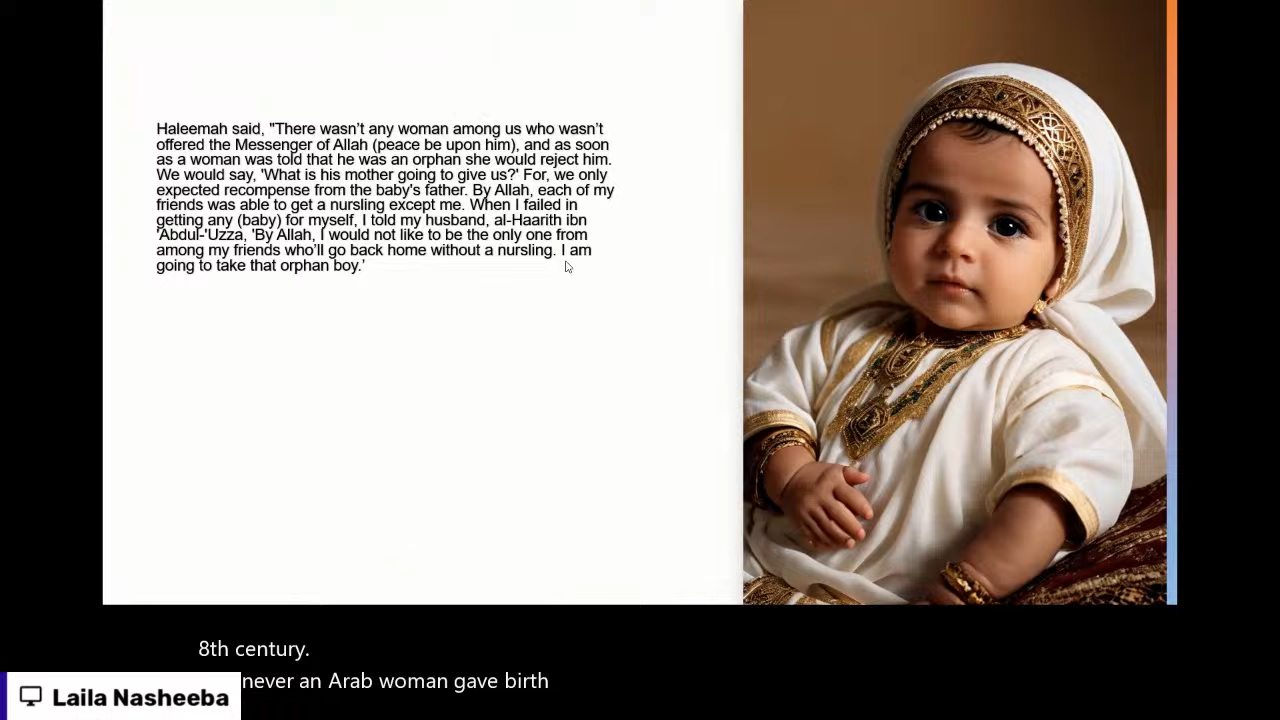 Haleemah said, "There wasn't any woman among us who wasn't
offered the Messenger of Allah (peace be upon him), and as soon
as a woman was told that he was an orphan she would reject him.
We would say, 'What is his mother going to give us?' For, we only
expected recompense from the baby's father. By Allah, each of my
friends was able to get a nursling except me. When I failed in
getting any (baby) for myself, I told my husband, al-Haarith ibn
'Abdul-'Uzza, 'By Allah, I would not like to be the only one from
among my friends who'll go back home without a nursling. I am
going to take that orphan boy.'
8th century.
never an Arab woman gave birth
Laila Nasheeba